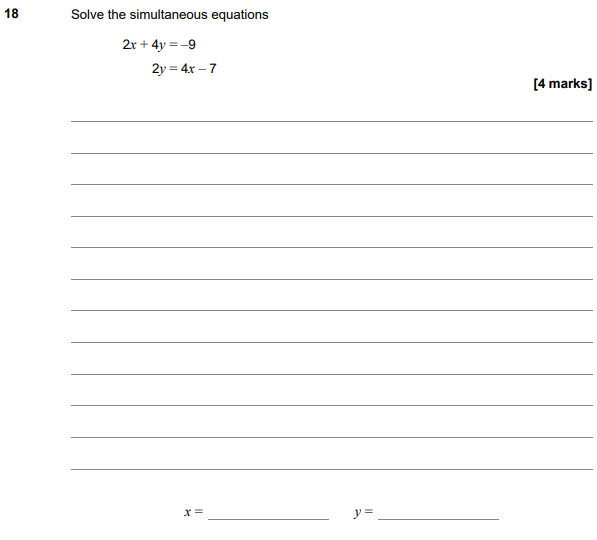 18 Solve the simultaneous equations
2x + 4y = –9
2y = 4x – 7
[4 marks]
x = y =